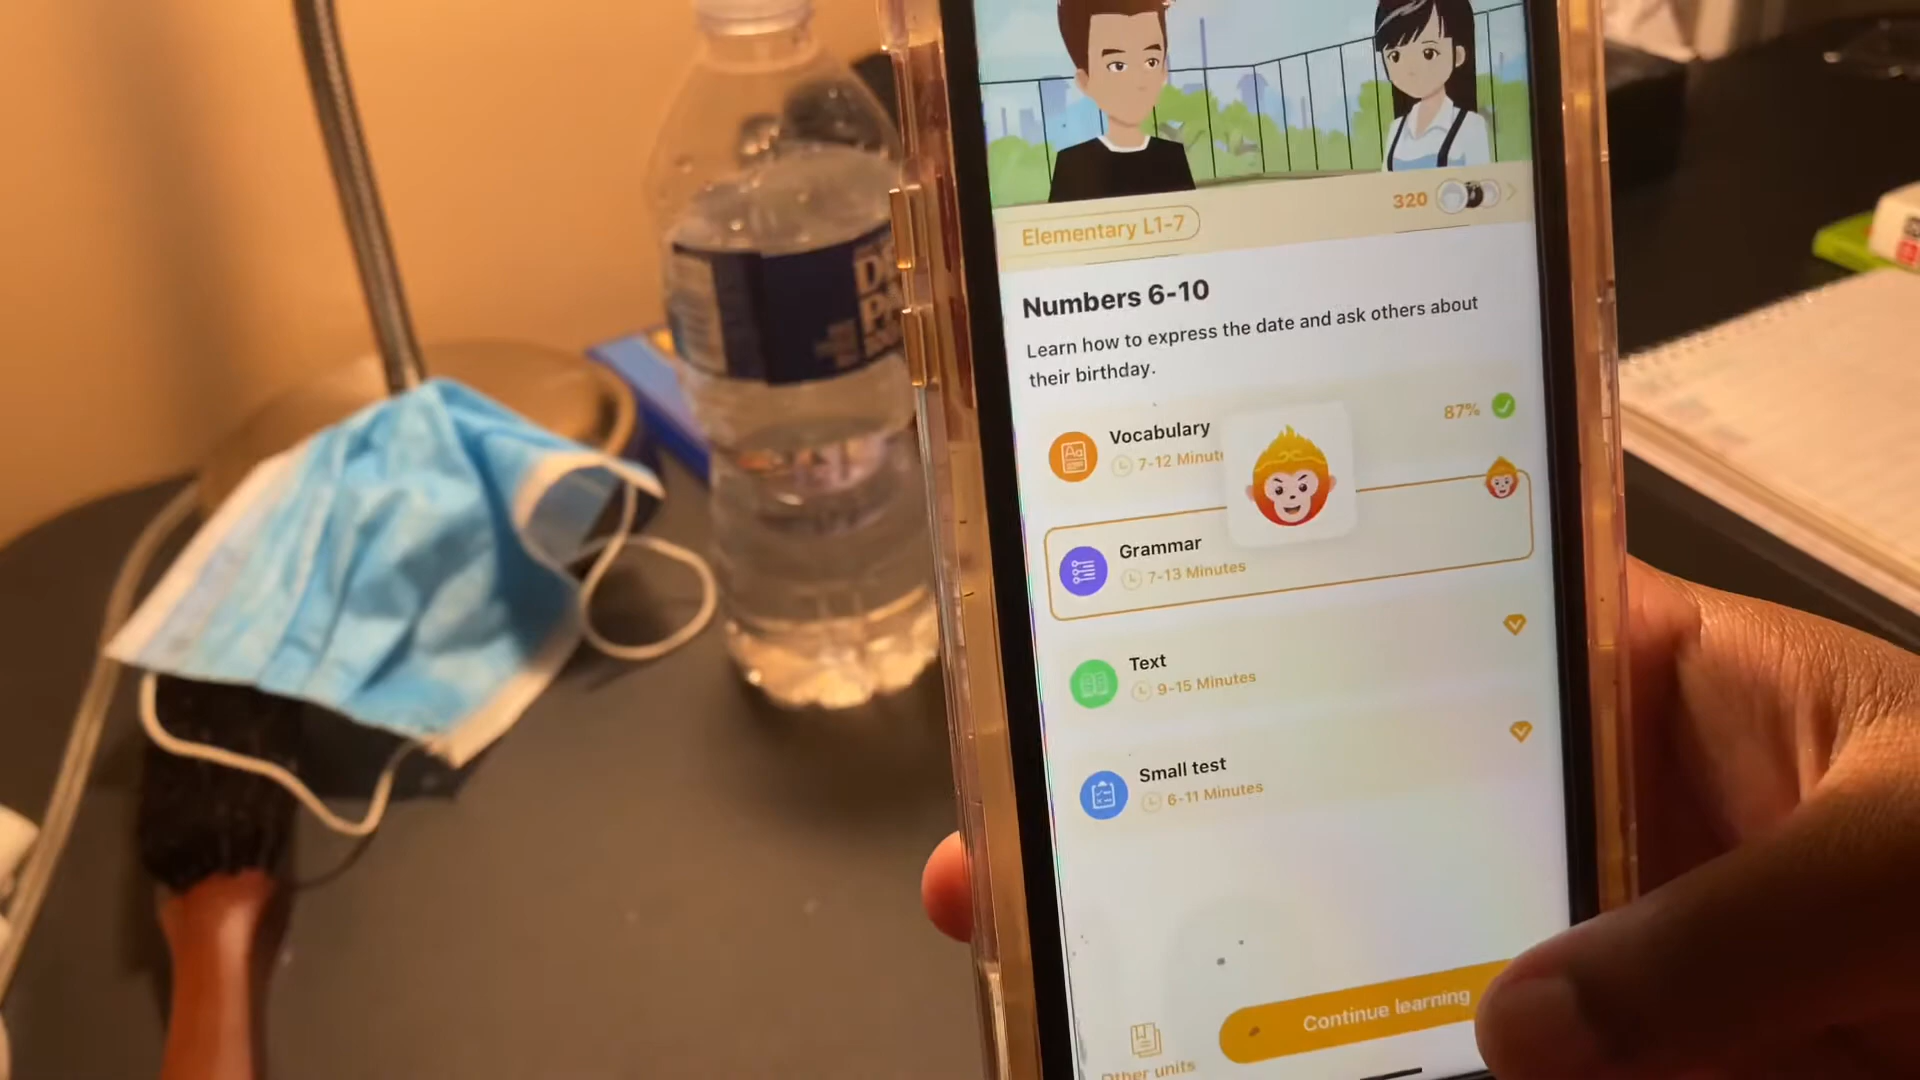 320
Elementary L1-7
Numbers 6-10
Learn how to express the date and ask others about
their birthday.
Vocabulary
87%
7-12
Grammar
7-13 Minutes
Text
9-15 Minutes
Small test
6-11 Minutes
Continue learning
Other units